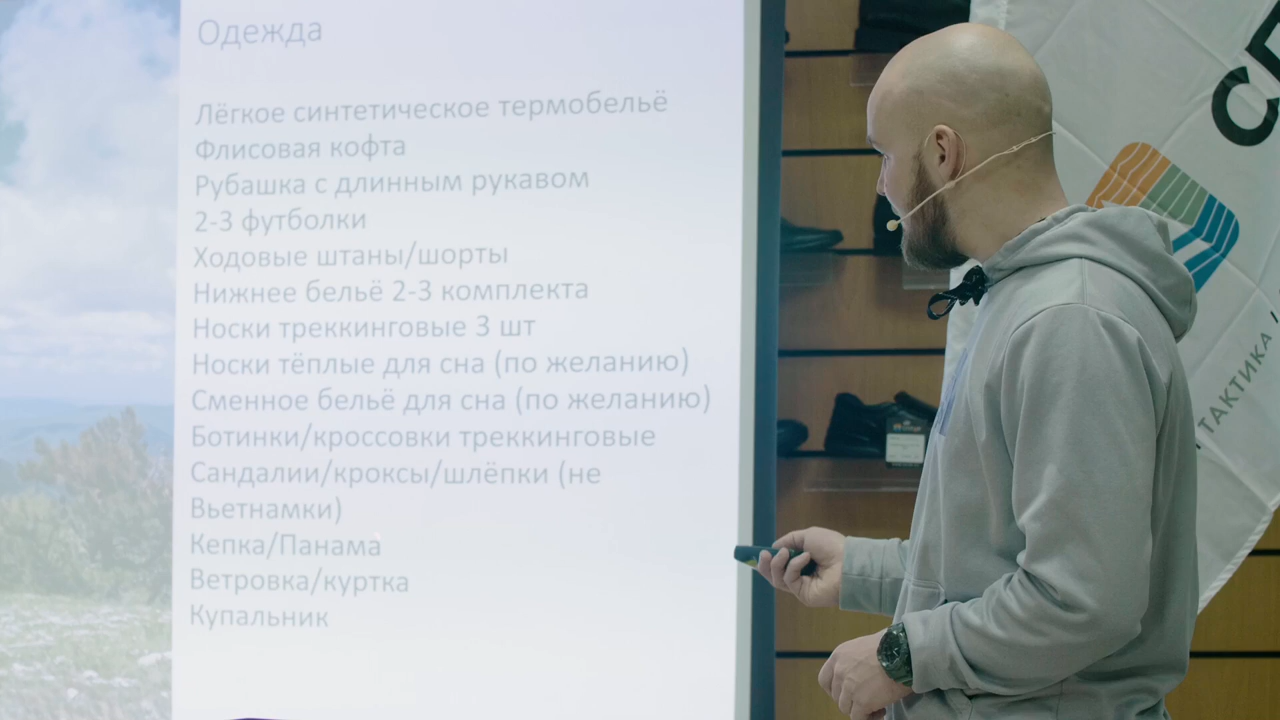 Одежда
Лёгкое синтетическое термобельё
Флисовая кофта
Рубашка с длинным рукавом
2-3 футболки
Ходовые штаны/шорты
Нижнее бельё 2-3 комплекта
Носки треккинговые 3 шт
Носки тёплые для сна (по желанию)
Сменное бельё для сна (по желанию)
Ботинки/кроссовки треккинговые
Сандалии/кроксы/шлёпки (не
Вьетнамки)
Кепка/Панама
Ветровка/куртка
Купальник
ТАКТИКА